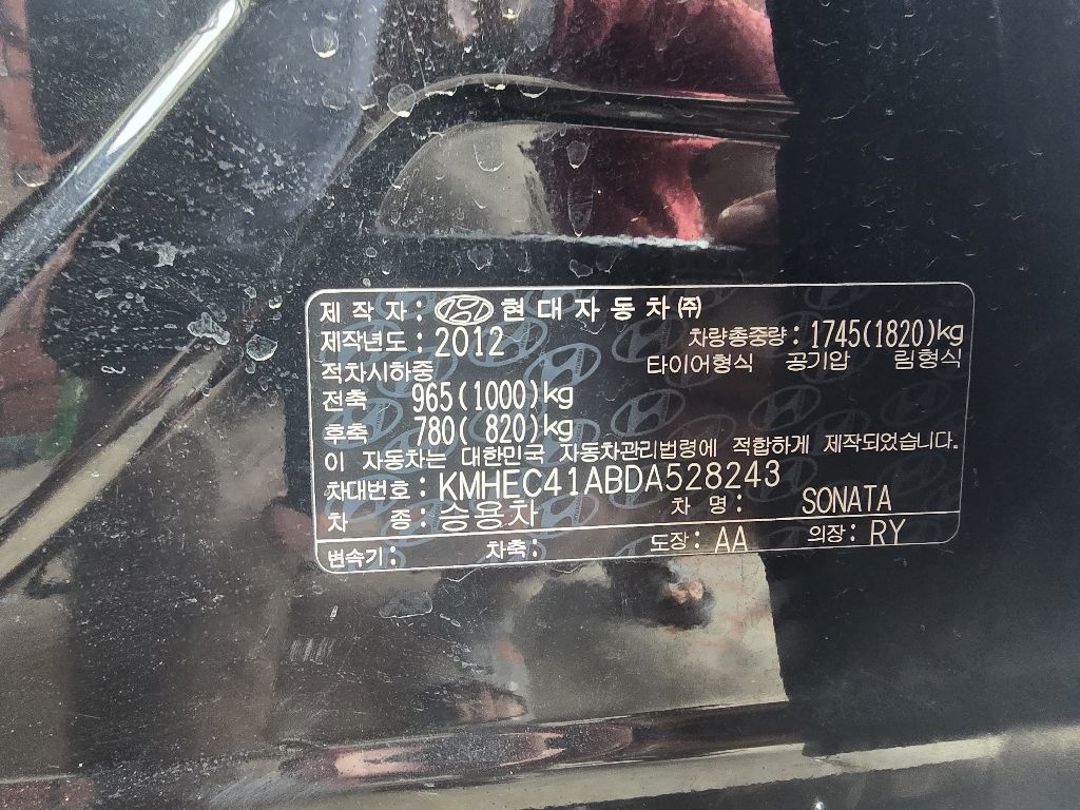 제 작 자 : 현 대 자 동 차 ㈜
제작년도 : 2012 차량총중량 : 1745(1820)kg
적차시하중 타이어형식 공기압 림형식
전축 965(1000)kg
후축 780( 820)kg
이 자동차는 대한민국 자동차관리법령에 적합하게 제작되었습니다.
차대번호 : KMHEC41ABDA528243
차 종 : 승용차 차 명 : SONATA
변속기 : 차축 : 도장 : AA 의장 : RY